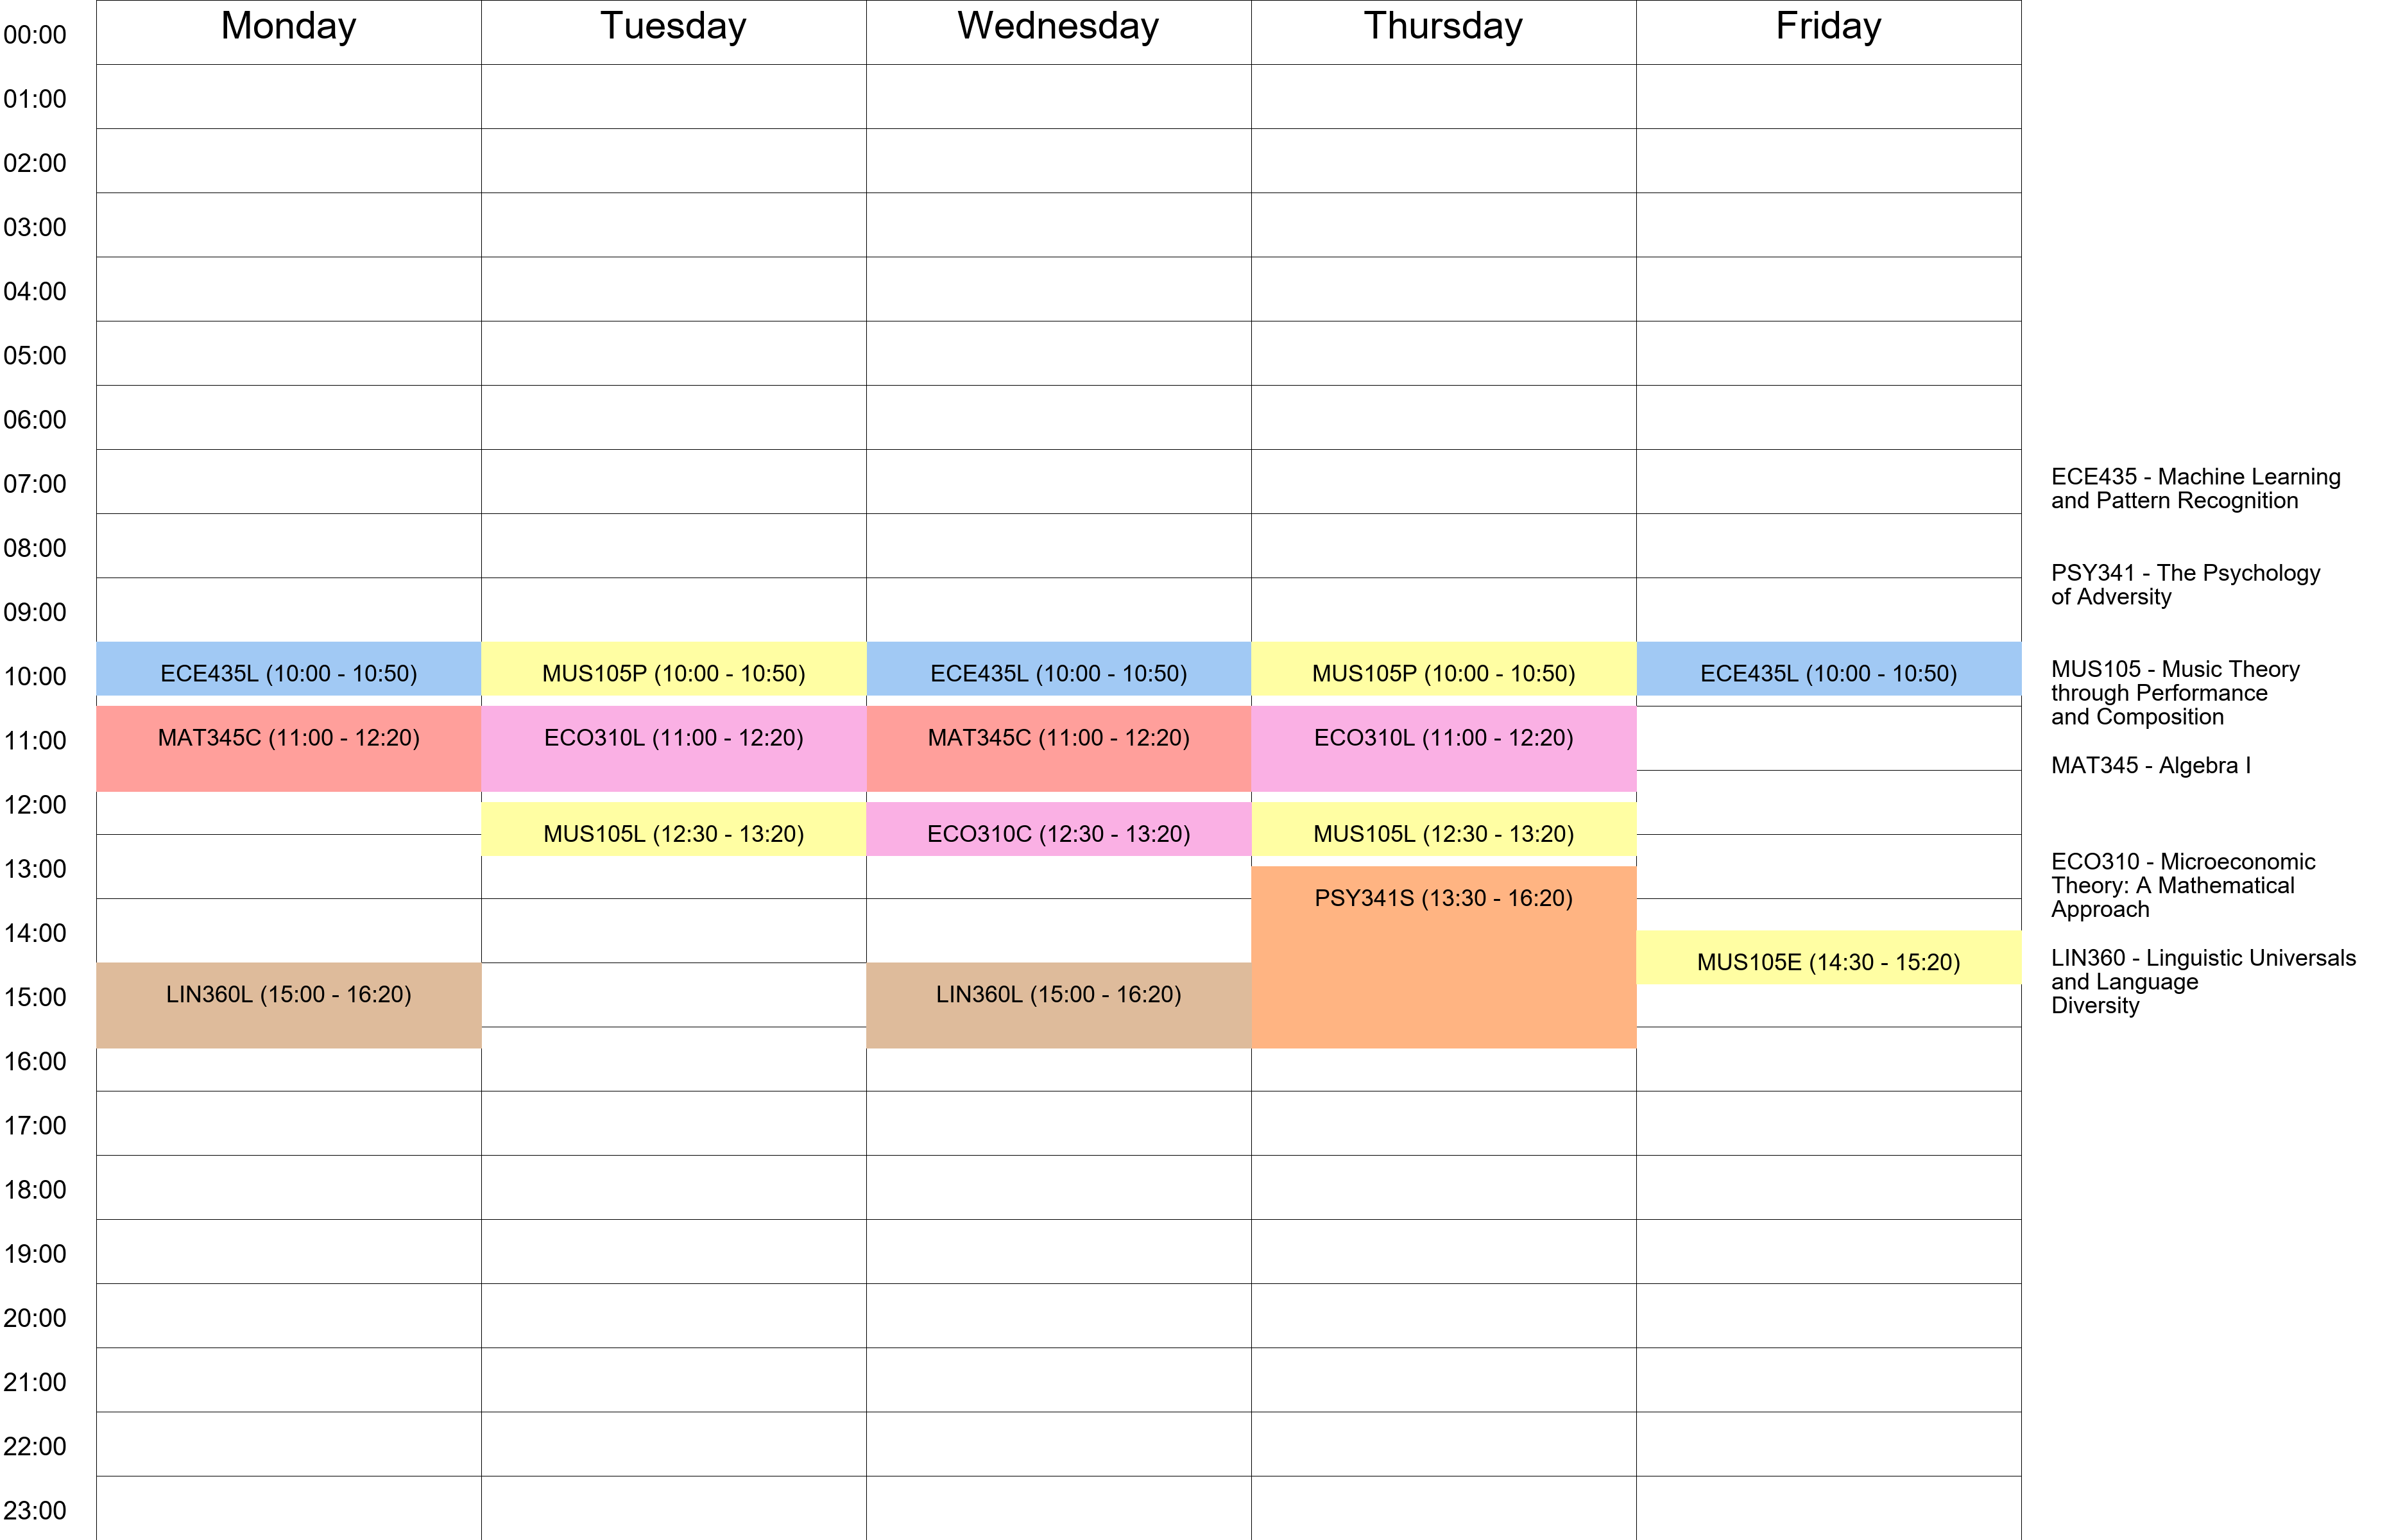 Monday Tuesday Wednesday Thursday Friday
00:00
01:00
02:00
03:00
04:00
05:00
06:00
07:00
08:00
09:00
10:00 ECE435L (10:00 - 10:50) MUS105P (10:00 - 10:50) ECE435L (10:00 - 10:50) MUS105P (10:00 - 10:50) ECE435L (10:00 - 10:50)
11:00 MAT345C (11:00 - 12:20) ECO310L (11:00 - 12:20) MAT345C (11:00 - 12:20) ECO310L (11:00 - 12:20)
12:00
MUS105L (12:30 - 13:20) ECO310C (12:30 - 13:20) MUS105L (12:30 - 13:20)
13:00
PSY341S (13:30 - 16:20)
14:00
MUS105E (14:30 - 15:20)
15:00 LIN360L (15:00 - 16:20) LIN360L (15:00 - 16:20)
16:00
17:00
18:00
19:00
20:00
21:00
22:00
23:00
ECE435 - Machine Learning
and Pattern Recognition
PSY341 - The Psychology
of Adversity
MUS105 - Music Theory
through Performance
and Composition
MAT345 - Algebra I
ECO310 - Microeconomic
Theory: A Mathematical
Approach
LIN360 - Linguistic Universals
and Language
Diversity